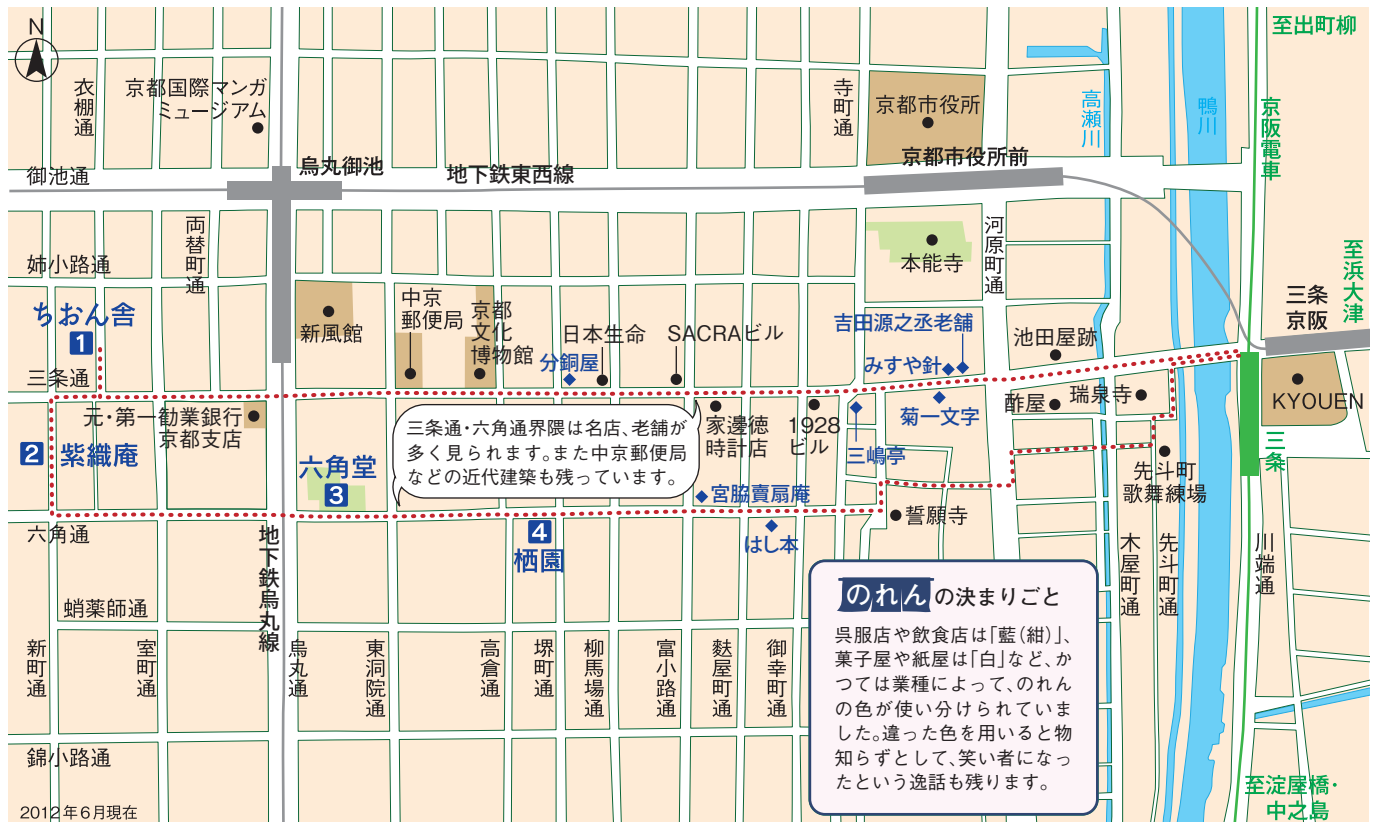 N
至出町柳
衣棚通
京都国際マンガ
ミュージアム
寺町通
京都市役所
高瀬川
鴨川
京阪電車
御池通
烏丸御池
地下鉄東西線
京都市役所前
両替町通
本能寺
河原町通
姉小路通
至浜大津
ちおん舎
1
新風館
中京
郵便局
京都
文化
博物館
日本生命
SACRAビル
分銅屋
吉田源之丞老舗
みすや針
池田屋跡
三条
京阪
三条通
元・第一勧業銀行
京都支店
2
紫織庵
六角堂
3
三条通・六角通界隈は名店、老舗が
多く見られます。また中京郵便局
などの近代建築も残っています。
家邊徳
時計店
1928
ビル
三嶋亭
菊一文字
酢屋
瑞泉寺
KYOUEN
三条
宮脇賣扇庵
先斗町
歌舞練場
誓願寺
六角通
4
栖園
はし本
地下鉄烏丸線
木屋町通
先斗町通
川端通
蛸薬師通
新町通
室町通
烏丸通
東洞院通
高倉通
堺町通
柳馬場通
富小路通
麩屋町通
御幸町通
のれんの決まりごと
呉服店や飲食店は「藍(紺)」、
菓子屋や紙屋は「白」など、か
つては業種によって、のれん
の色が使い分けられていま
した。違った色を用いると物
知らずとして、笑い者になっ
たという逸話も残ります。
錦小路通
至淀屋橋・
中之島
2012年6月現在